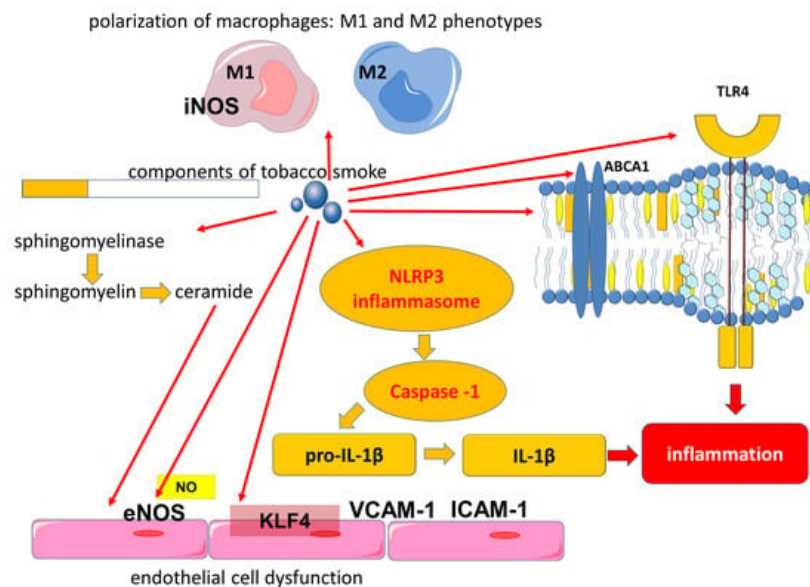 polarization of macrophages: M1 and M2 phenotypes
M1
iNOS
M2
TLR4
components of tobacco smoke
ABCA1
sphingomyelinase
sphingomyelin
ceramide
NLRP3
inflammasome
Caspase -1
pro-IL-1β
IL-1β
inflammation
NO
eNOS
KLF4
VCAM-1
ICAM-1
endothelial cell dysfunction